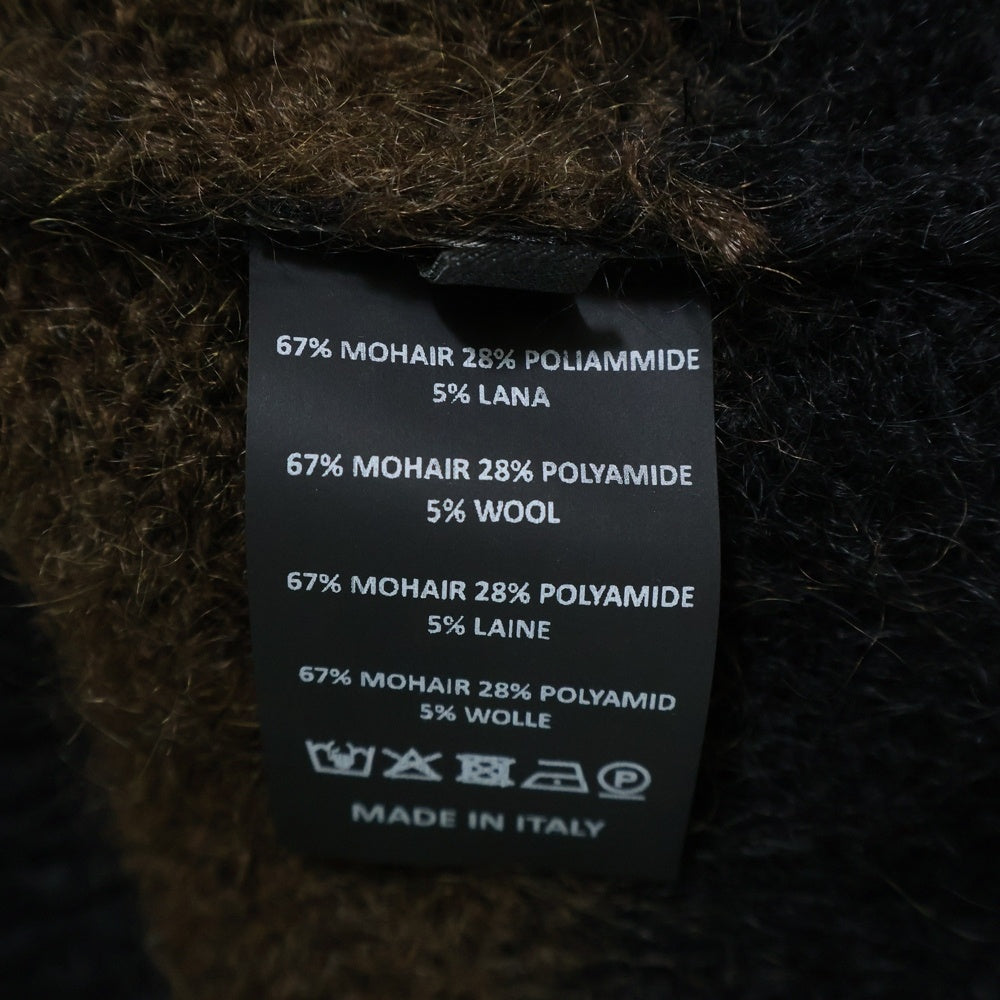 67% MOHAIR 28% POLIAMMIDE
5% LANA
67% MOHAIR 28% POLYAMIDE
5% WOOL
67% MOHAIR 28% POLYAMIDE
5% LAINE
67% MOHAIR 28% POLYAMID
5% WOLLE
P
MADE IN ITALY